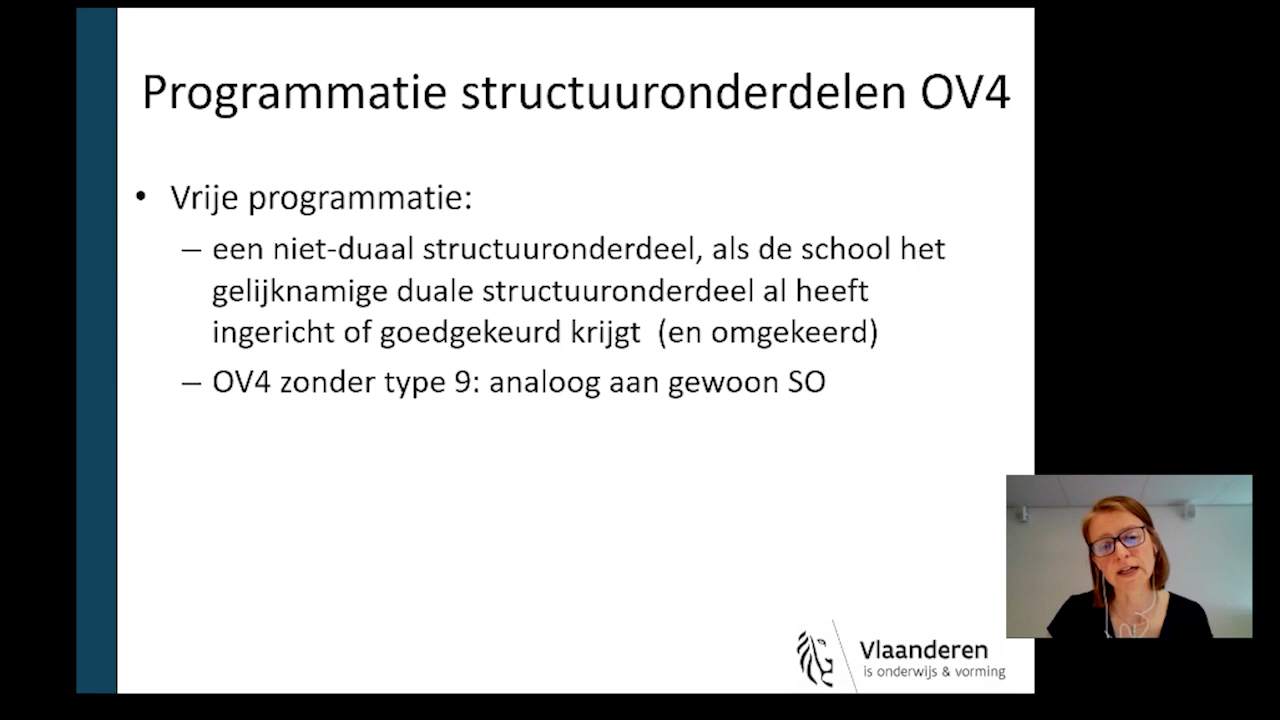 Programmatie structuuronderdelen OV4
• Vrije programmatie:
– een niet-duaal structuuronderdeel, als de school het
gelijknamige duale structuuronderdeel al heeft
ingericht of goedgekeurd krijgt (en omgekeerd)
– OV4 zonder type 9: analoog aan gewoon SO
Vlaanderen
is onderwijs & vorming